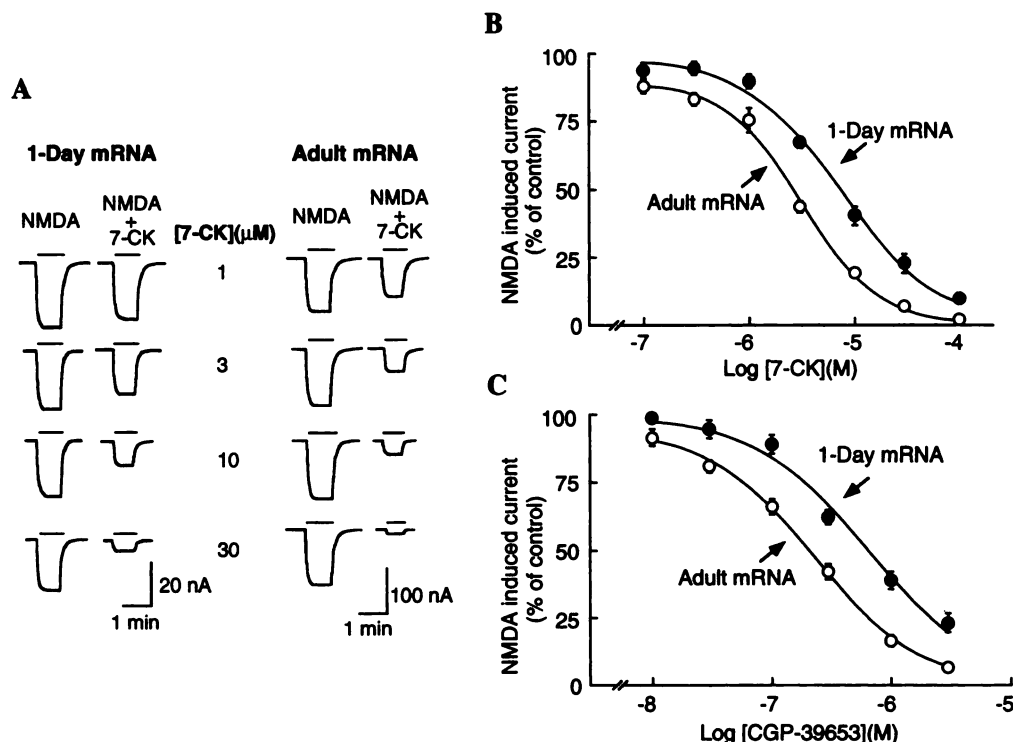 A
1-Day mRNA
Adult mRNA
NMDA
NMDA
+
7-CK
[7-CK](μM)
NMDA
NMDA
+
7-CK
1
3
10
30
20 nA
1 min
100 nA
1 min
B
NMDA induced current
(% of control)
100
75
50
25
0
1-Day mRNA
Adult mRNA
-7
-6
-5
-4
Log [7-CK](M)
C
NMDA induced current
(% of control)
100
75
50
25
0
1-Day mRNA
Adult mRNA
-8
-7
-6
-5
Log [CGP-39653](M)